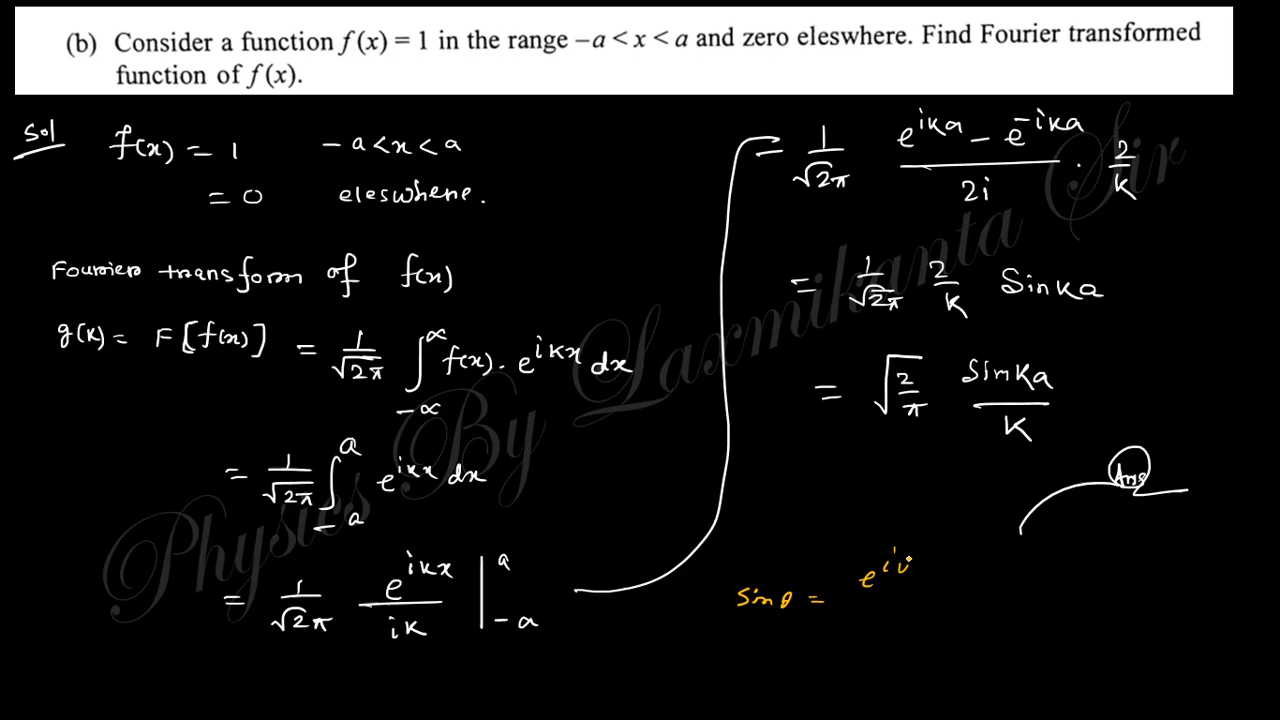 (b) Consider a function f(x) = 1 in the range –a < x < a and zero eleswhere. Find Fourier transformed
function of f(x).
Sol
f(x) = 1   - a < x < a
= 0   eleswhere.
Fourier transform of f(x)
g(k) = F[f(x)] = 1/√2π ∫_{-∞}^{∞} f(x). e^{ikx} dx
= 1/√2π ∫_{-a}^{a} e^{ikx} dx
= 1/√2π e^{ikx}/ik |_{-a}^{a}
= 1/√2π (e^{ika} - e^{-ika})/2i . 2/k
= 1/√2π 2/k Sin ka
= √(2/π) Sin ka/k
Ans
Sin θ = e^{i
Physics By Laxmikanta Sir